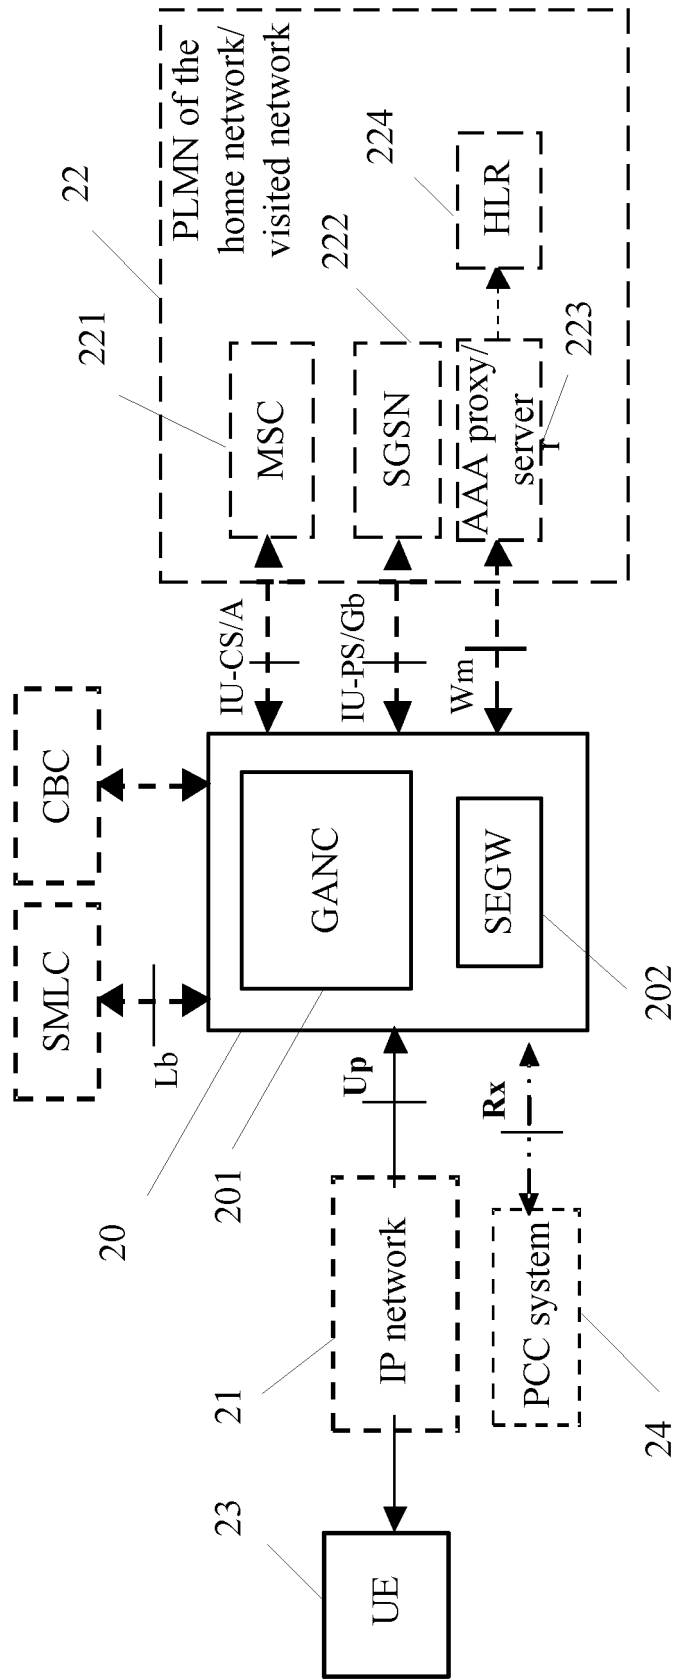 SMLC
CBC
Lb
20
201
GANC
SEGW
202
23
UE
21
IP network
Up
Rx
PCC system
24
IU-CS/A
IU-PS/Gb
Wm
22
PLMN of the
home network/
visited network
221
MSC
222
SGSN
AAA proxy/
server
r
223
224
HLR